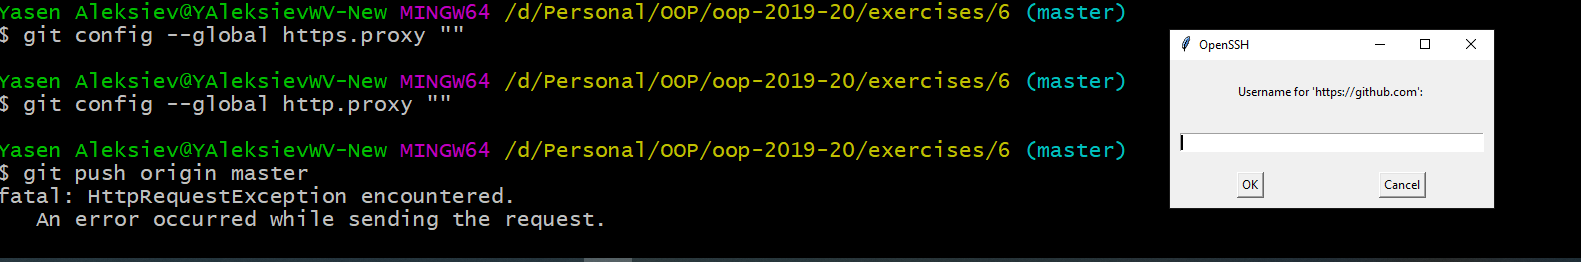 Yasen Aleksiev@YAleksievWV-New MINGW64 /d/Personal/OOP/oop-2019-20/exercises/6 (master)
$ git config --global https.proxy ""
Yasen Aleksiev@YAleksievWV-New MINGW64 /d/Personal/OOP/oop-2019-20/exercises/6 (master)
$ git config --global http.proxy ""
Yasen Aleksiev@YAleksievWV-New MINGW64 /d/Personal/OOP/oop-2019-20/exercises/6 (master)
$ git push origin master
fatal: HttpRequestException encountered.
   An error occurred while sending the request.
OpenSSH
Username for 'https://github.com':
OK
Cancel